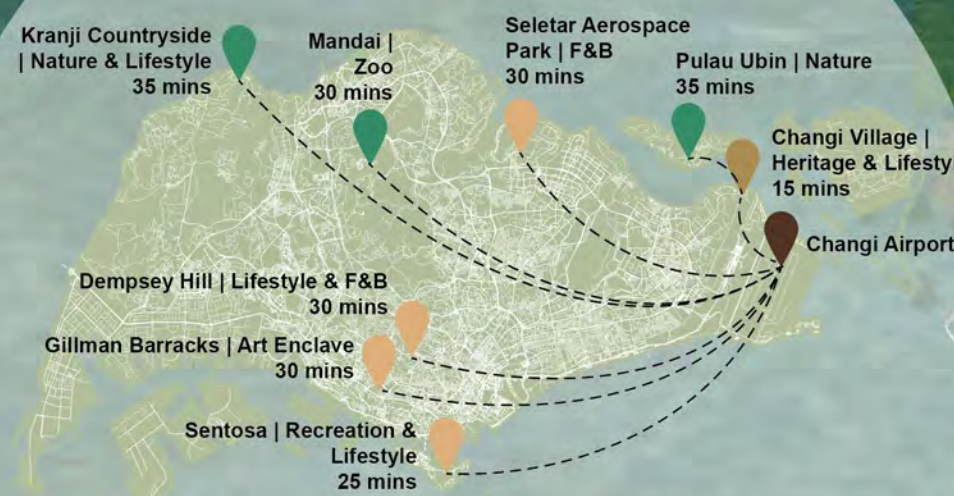 Kranji Countryside
| Nature & Lifestyle
35 mins
Mandai |
Zoo
30 mins
Seletar Aerospace
Park | F&B
30 mins
Pulau Ubin | Nature
35 mins
Changi Village |
Heritage & Lifesty
15 mins
Changi Airport
Dempsey Hill | Lifestyle & F&B
30 mins
Gillman Barracks | Art Enclave
30 mins
Sentosa | Recreation &
Lifestyle
25 mins